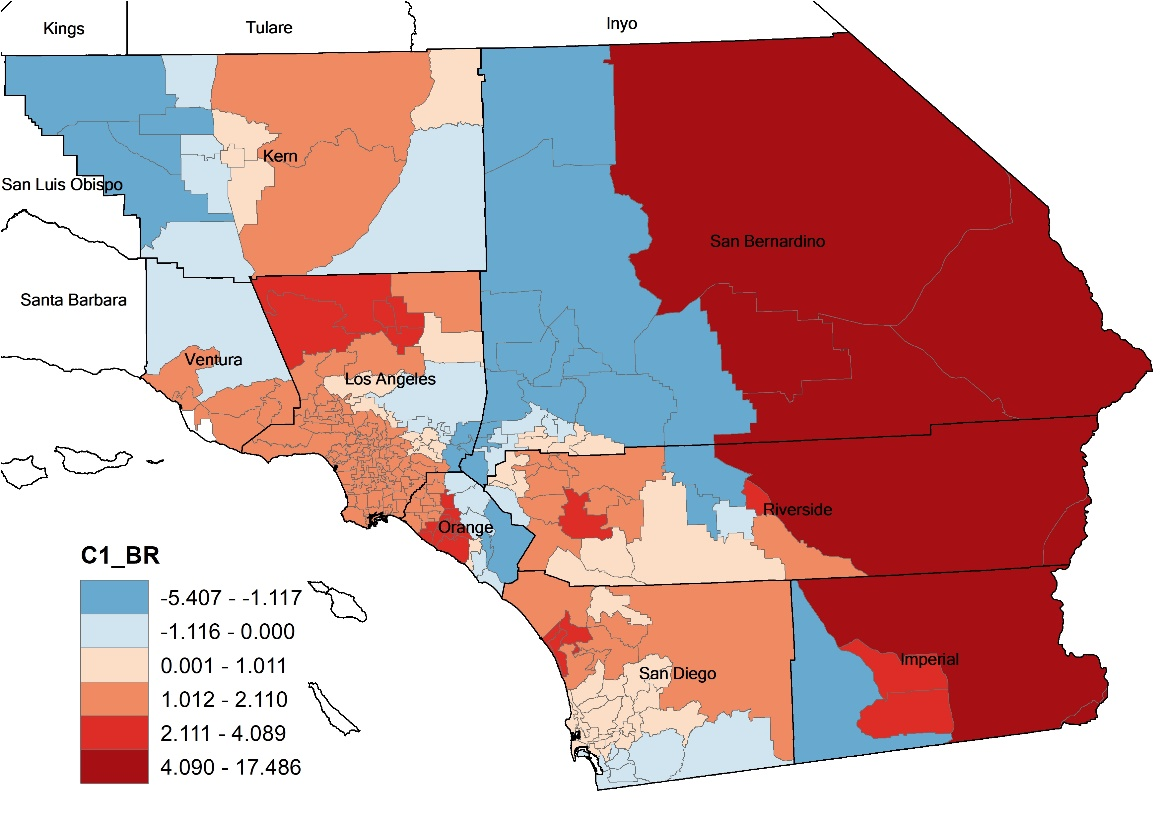 Kings
Tulare
Inyo
Kern
San Luis Obispo
San Bernardino
Santa Barbara
Ventura
Los Angeles
Riverside
Orange
C1_BR
-5.407 - -1.117
-1.116 - 0.000
0.001 - 1.011
1.012 - 2.110
2.111 - 4.089
4.090 - 17.486
Imperial
San Diego